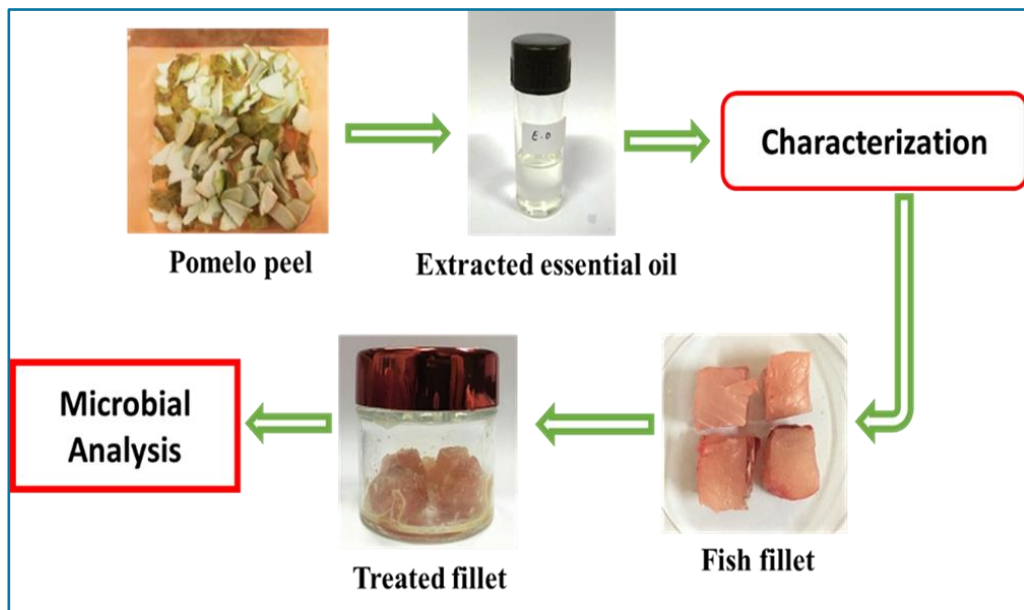 E.O
Characterization
Pomelo peel
Extracted essential oil
Fish fillet
Treated fillet
Microbial
Analysis